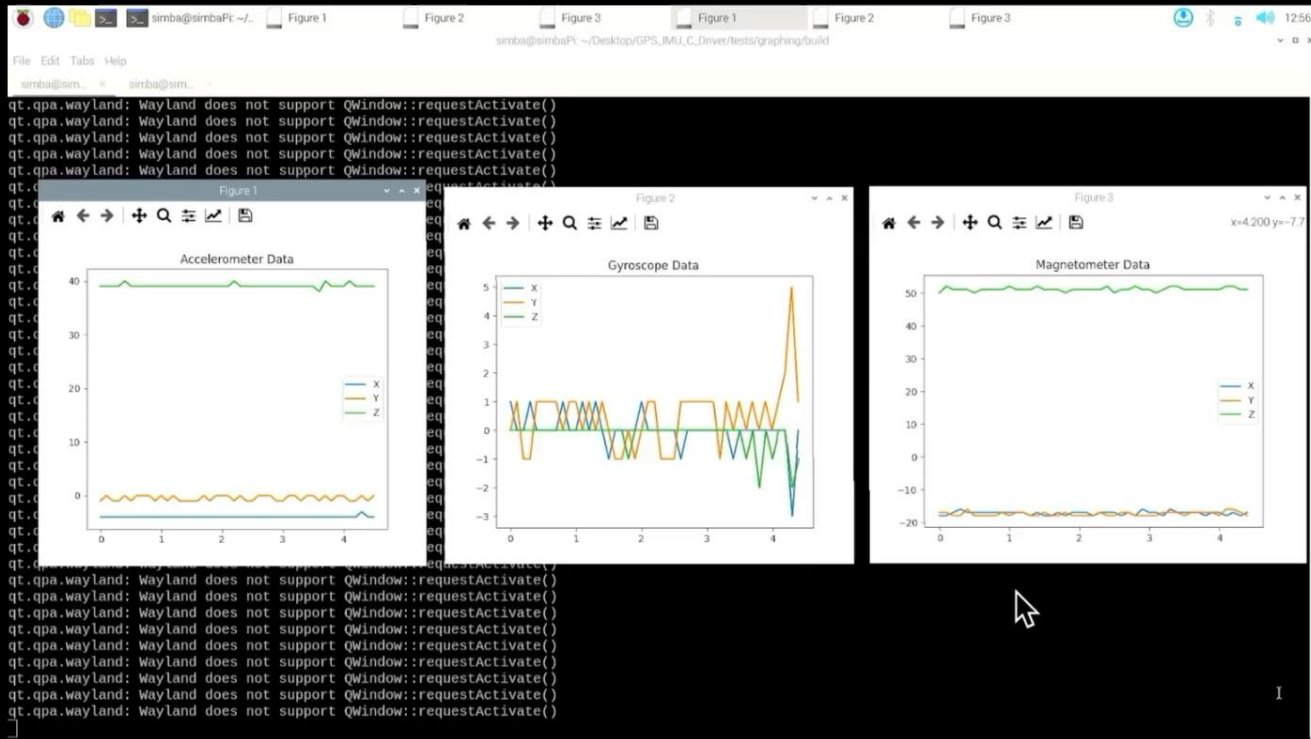 simba@simbaPi: ~/.. Figure 1 Figure 2 Figure 3 Figure 1 Figure 2 Figure 3 12:56
simba@simbaPi: ~/Desktop/GPS_IMU_C_Driver/tests/graphing/build
File Edit Tabs Help
simba@sim... × simba@sim...
qt.qpa.wayland: Wayland does not support QWindow::requestActivate()
qt.qpa.wayland: Wayland does not support QWindow::requestActivate()
qt.qpa.wayland: Wayland does not support QWindow::requestActivate()
qt.qpa.wayland: Wayland does not support QWindow::requestActivate()
qt.qpa.wayland: Wayland does not support QWindow::requestActivate()
Figure 1
Accelerometer Data
40
30
20
10
0
X
Y
Z
0 1 2 3 4
Figure 2
Gyroscope Data
X
Y
Z
5
4
3
2
1
0
−1
−2
−3
0 1 2 3 4
Figure 3
x=4.200 y=-7.7
Magnetometer Data
50
40
30
20
10
0
−10
−20
X
Y
Z
0 1 2 3 4
qt.qpa.wayland: Wayland does not support QWindow::requestActivate()
qt.qpa.wayland: Wayland does not support QWindow::requestActivate()
qt.qpa.wayland: Wayland does not support QWindow::requestActivate()
qt.qpa.wayland: Wayland does not support QWindow::requestActivate()
qt.qpa.wayland: Wayland does not support QWindow::requestActivate()
qt.qpa.wayland: Wayland does not support QWindow::requestActivate()
qt.qpa.wayland: Wayland does not support QWindow::requestActivate()
qt.qpa.wayland: Wayland does not support QWindow::requestActivate()
qt.qpa.wayland: Wayland does not support QWindow::requestActivate()